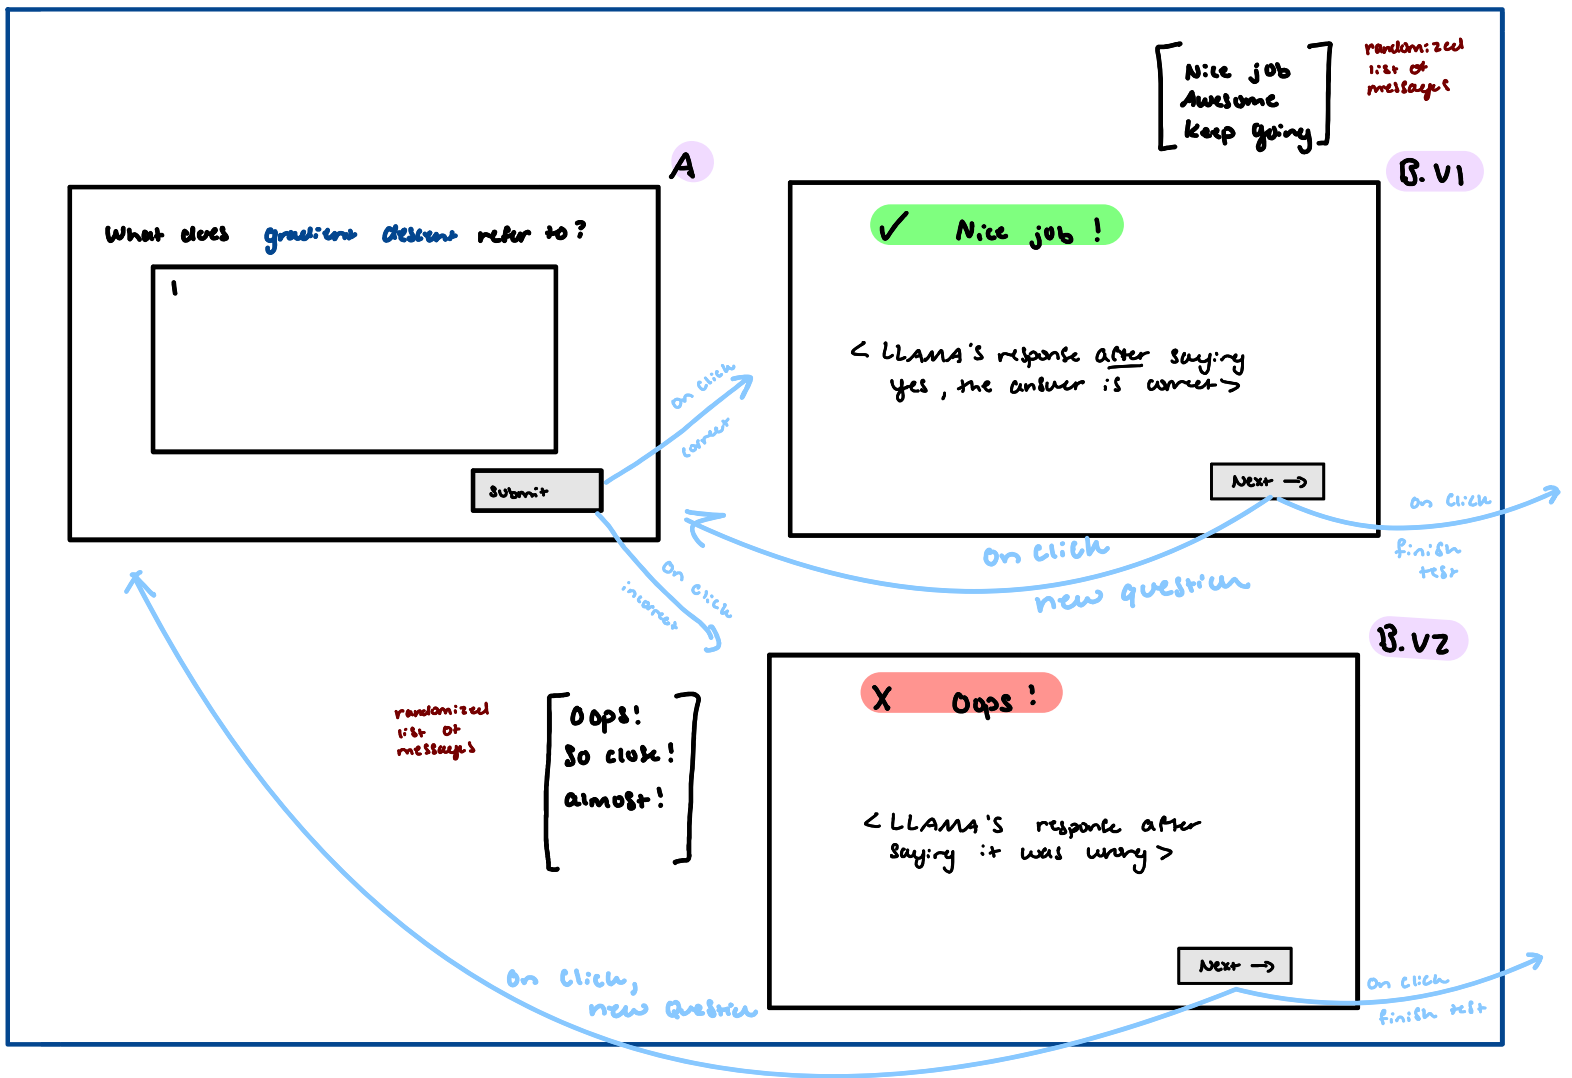 Nice job
Awesome
keep going
randomized
list of
messages
A
B.V1
What does gradient descent refer to?
Submit
✓ Nice job !
< LLAMA's response after saying
yes, the answer is correct >
Next →
on click
correct
on click
incorrect
on click
new question
on click
finish
test
B.V2
randomized
list of
messages
Oops!
So close!
almost!
X Oops !
< LLAMA's response after
saying it was wrong >
Next →
on click,
new question
on click
finish test